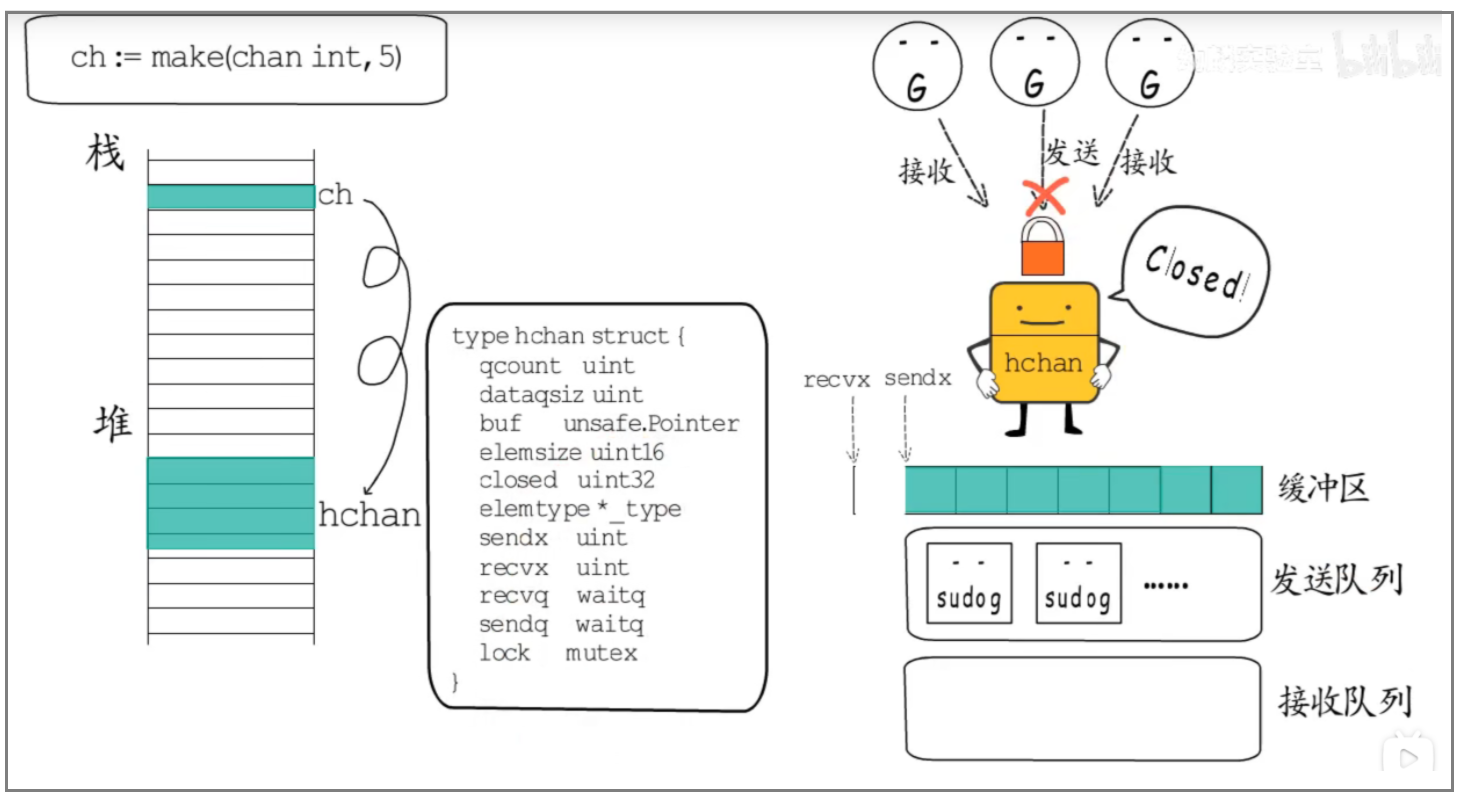 ch := make(chan int, 5)
栈
ch
堆
hchan
type hchan struct {
qcount uint
dataqsiz uint
buf unsafe.Pointer
elemsize uint16
closed uint32
elemtype *_type
sendx uint
recvx uint
recvq waitq
sendq waitq
lock mutex
}
G
G
G
bilibili
接收
发送
接收
Closed!
hchan
recvx
sendx
缓冲区
sudog
sudog
……
发送队列
接收队列